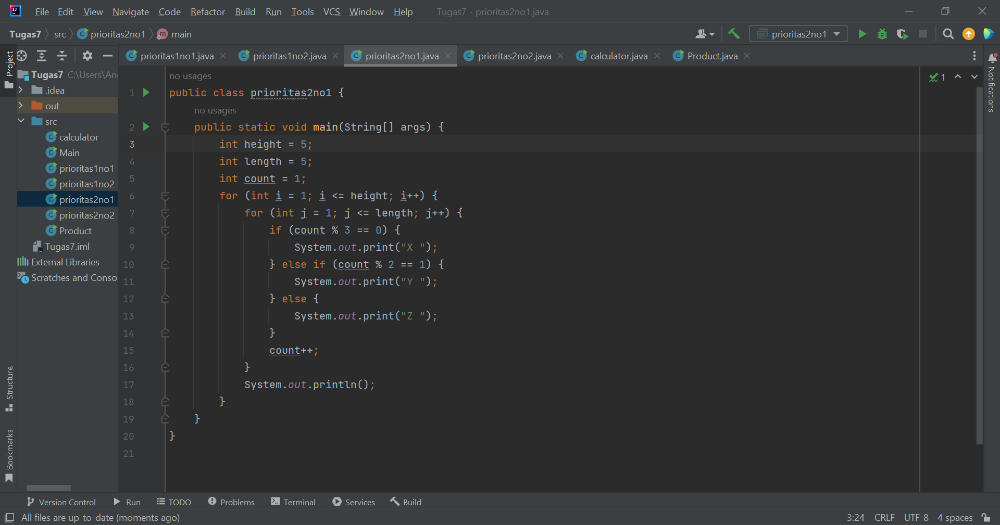 File Edit View Navigate Code Refactor Build Run Tools VCS Window Help Tugas7 - prioritas2no1.java
Tugas7 src prioritas2no1 main prioritas2no1
prioritas1no1.java prioritas1no2.java prioritas2no1.java prioritas2no2.java calculator.java Product.java
Project
Structure
Bookmarks
Tugas7 C:\Users\An
.idea
out
src
calculator
Main
prioritas1no1
prioritas1no2
prioritas2no1
prioritas2no2
Product
Tugas7.iml
External Libraries
Scratches and Conso
no usages
1 public class prioritas2no1 {
no usages
2 public static void main(String[] args) {
3 int height = 5;
4 int length = 5;
5 int count = 1;
6 for (int i = 1; i <= height; i++) {
7 for (int j = 1; j <= length; j++) {
8 if (count % 3 == 0) {
9 System.out.print("X ");
10 } else if (count % 2 == 1) {
11 System.out.print("Y ");
12 } else {
13 System.out.print("Z ");
14 }
15 count++;
16 }
17 System.out.println();
18 }
19 }
20 }
21
1
Notifications
Version Control Run TODO Problems Terminal Services Build
All files are up-to-date (moments ago) 3:24 CRLF UTF-8 4 spaces